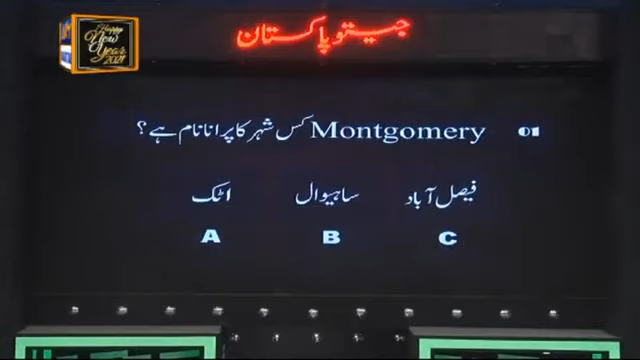 Happy
New
Year
2021
جیتو پاکستان
01 Montgomery کس شہر کا پرانا نام ہے؟
فیصل آباد ساہیوال اٹک
A B C